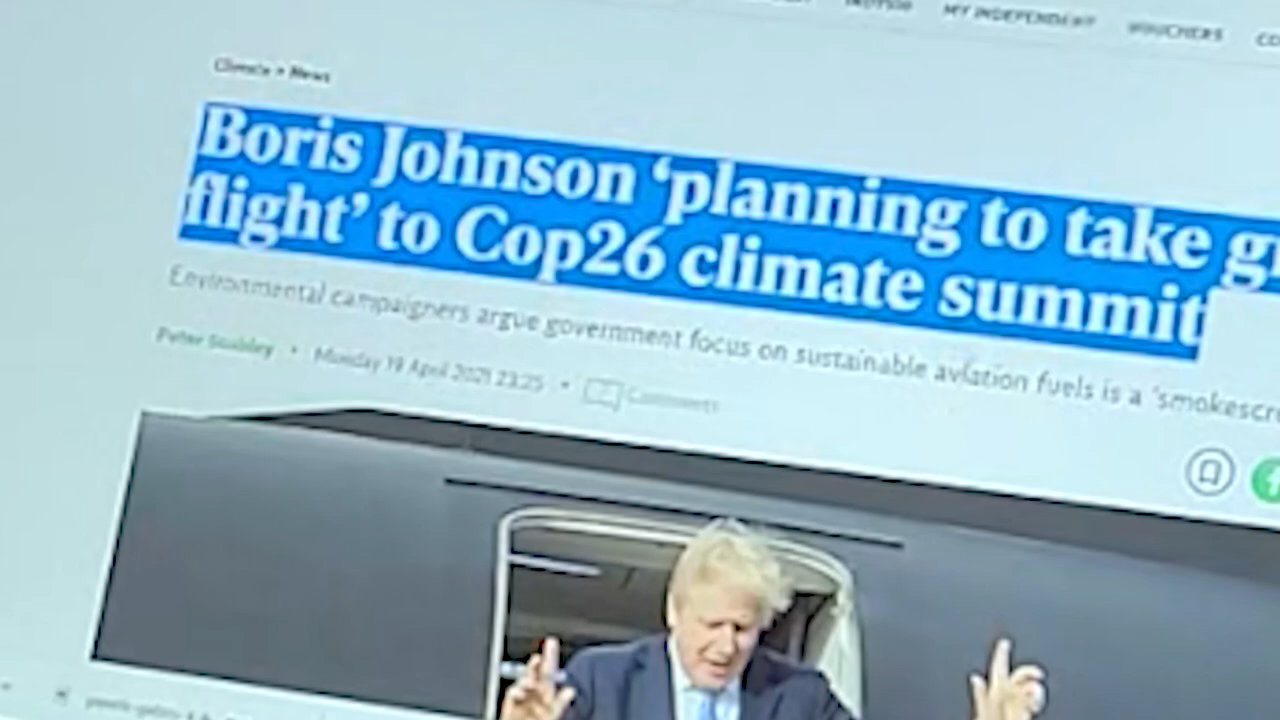 MY INDEPENDENT VOUCHERS
Climate > News
Boris Johnson ‘planning to take
flight’ to Cop26 climate summit
Environmental campaigners argue government focus on sustainable aviation fuels is a ‘smokescr
Peter • Monday 19 April 2021 23:25 • Comments